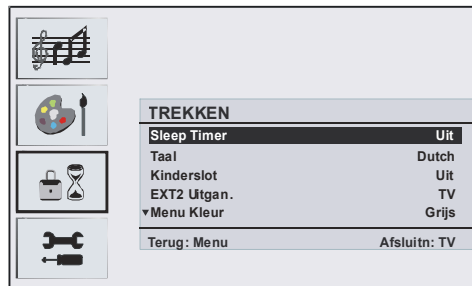 TREKKEN
Sleep Timer Uit
Taal Dutch
Kinderslot Uit
EXT2 Uitgan. TV
▾Menu Kleur Grijs
Terug: Menu Afsluitn: TV